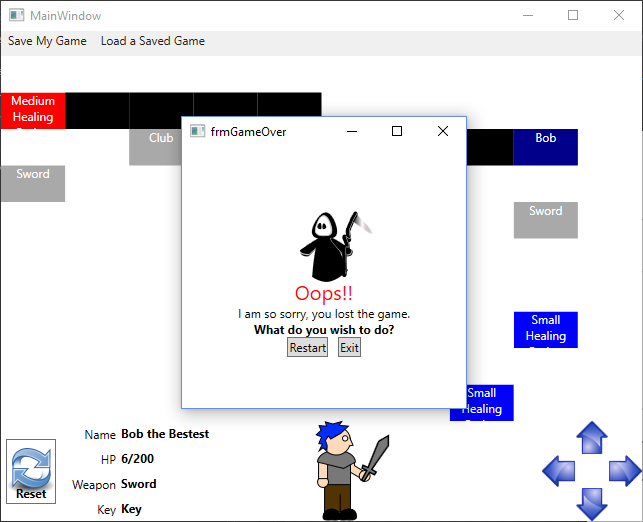 MainWindow
Save My Game Load a Saved Game
Medium
Healing
Club
Bob
Sword
Sword
frmGameOver
Oops!!
I am so sorry, you lost the game.
What do you wish to do?
Restart Exit
Small
Healing
Small
Healing
Name Bob the Bestest
HP 6/200
Weapon Sword
Key Key
Reset